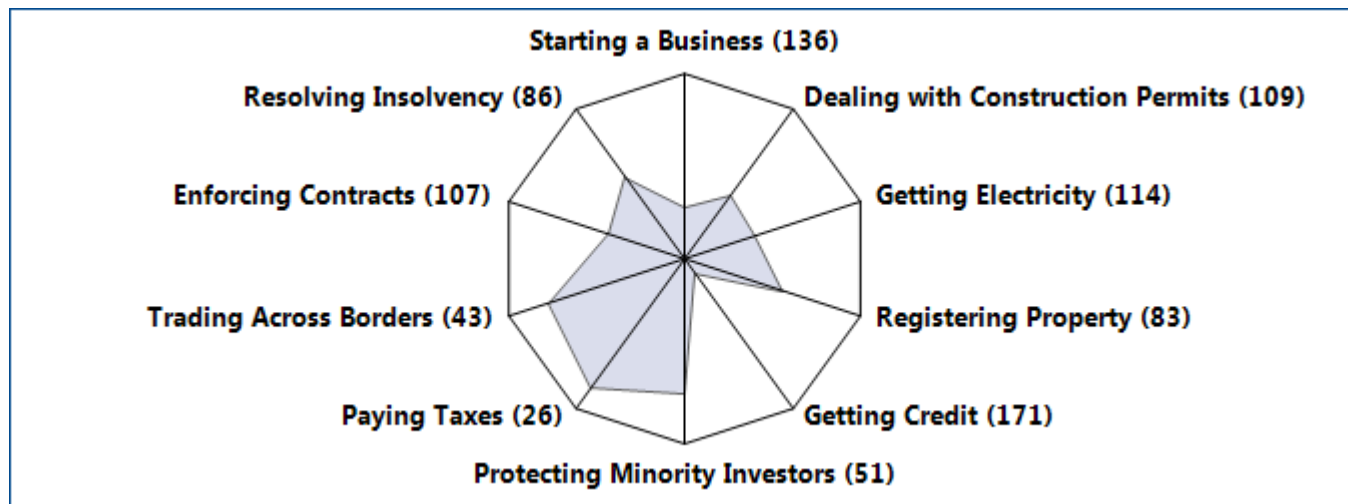 Starting a Business (136)
Resolving Insolvency (86)
Dealing with Construction Permits (109)
Enforcing Contracts (107)
Getting Electricity (114)
Trading Across Borders (43)
Registering Property (83)
Paying Taxes (26)
Getting Credit (171)
Protecting Minority Investors (51)